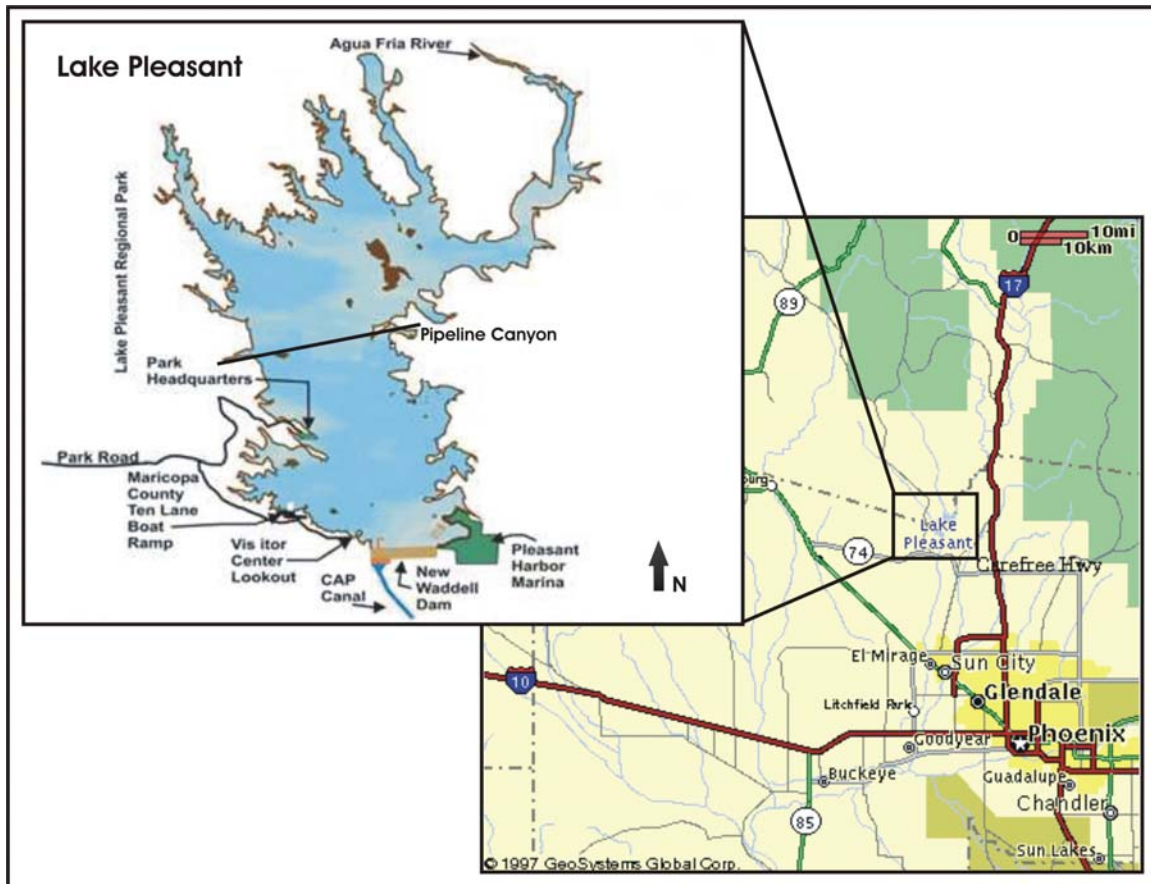 Lake Pleasant
Agua Fria River
Lake Pleasant Regional Park
Pipeline Canyon
Park
Headquarters
Park Road
Maricopa
County
Ten Lane
Boat
Ramp
Vis itor
Center
Lookout
CAP
Canal
New
Waddell
Dam
Pleasant
Harbor
Marina
N
0 10mi
10km
17
89
Lake
Pleasant
74
Carefree Hwy
El Mirage
Sun City
10
Glendale
Litchfield Park
Phoenix
Goodyear
Buckeye
Guadalupe
Chandler
85
Sun Lakes
© 1997 GeoSystems Global Corp.